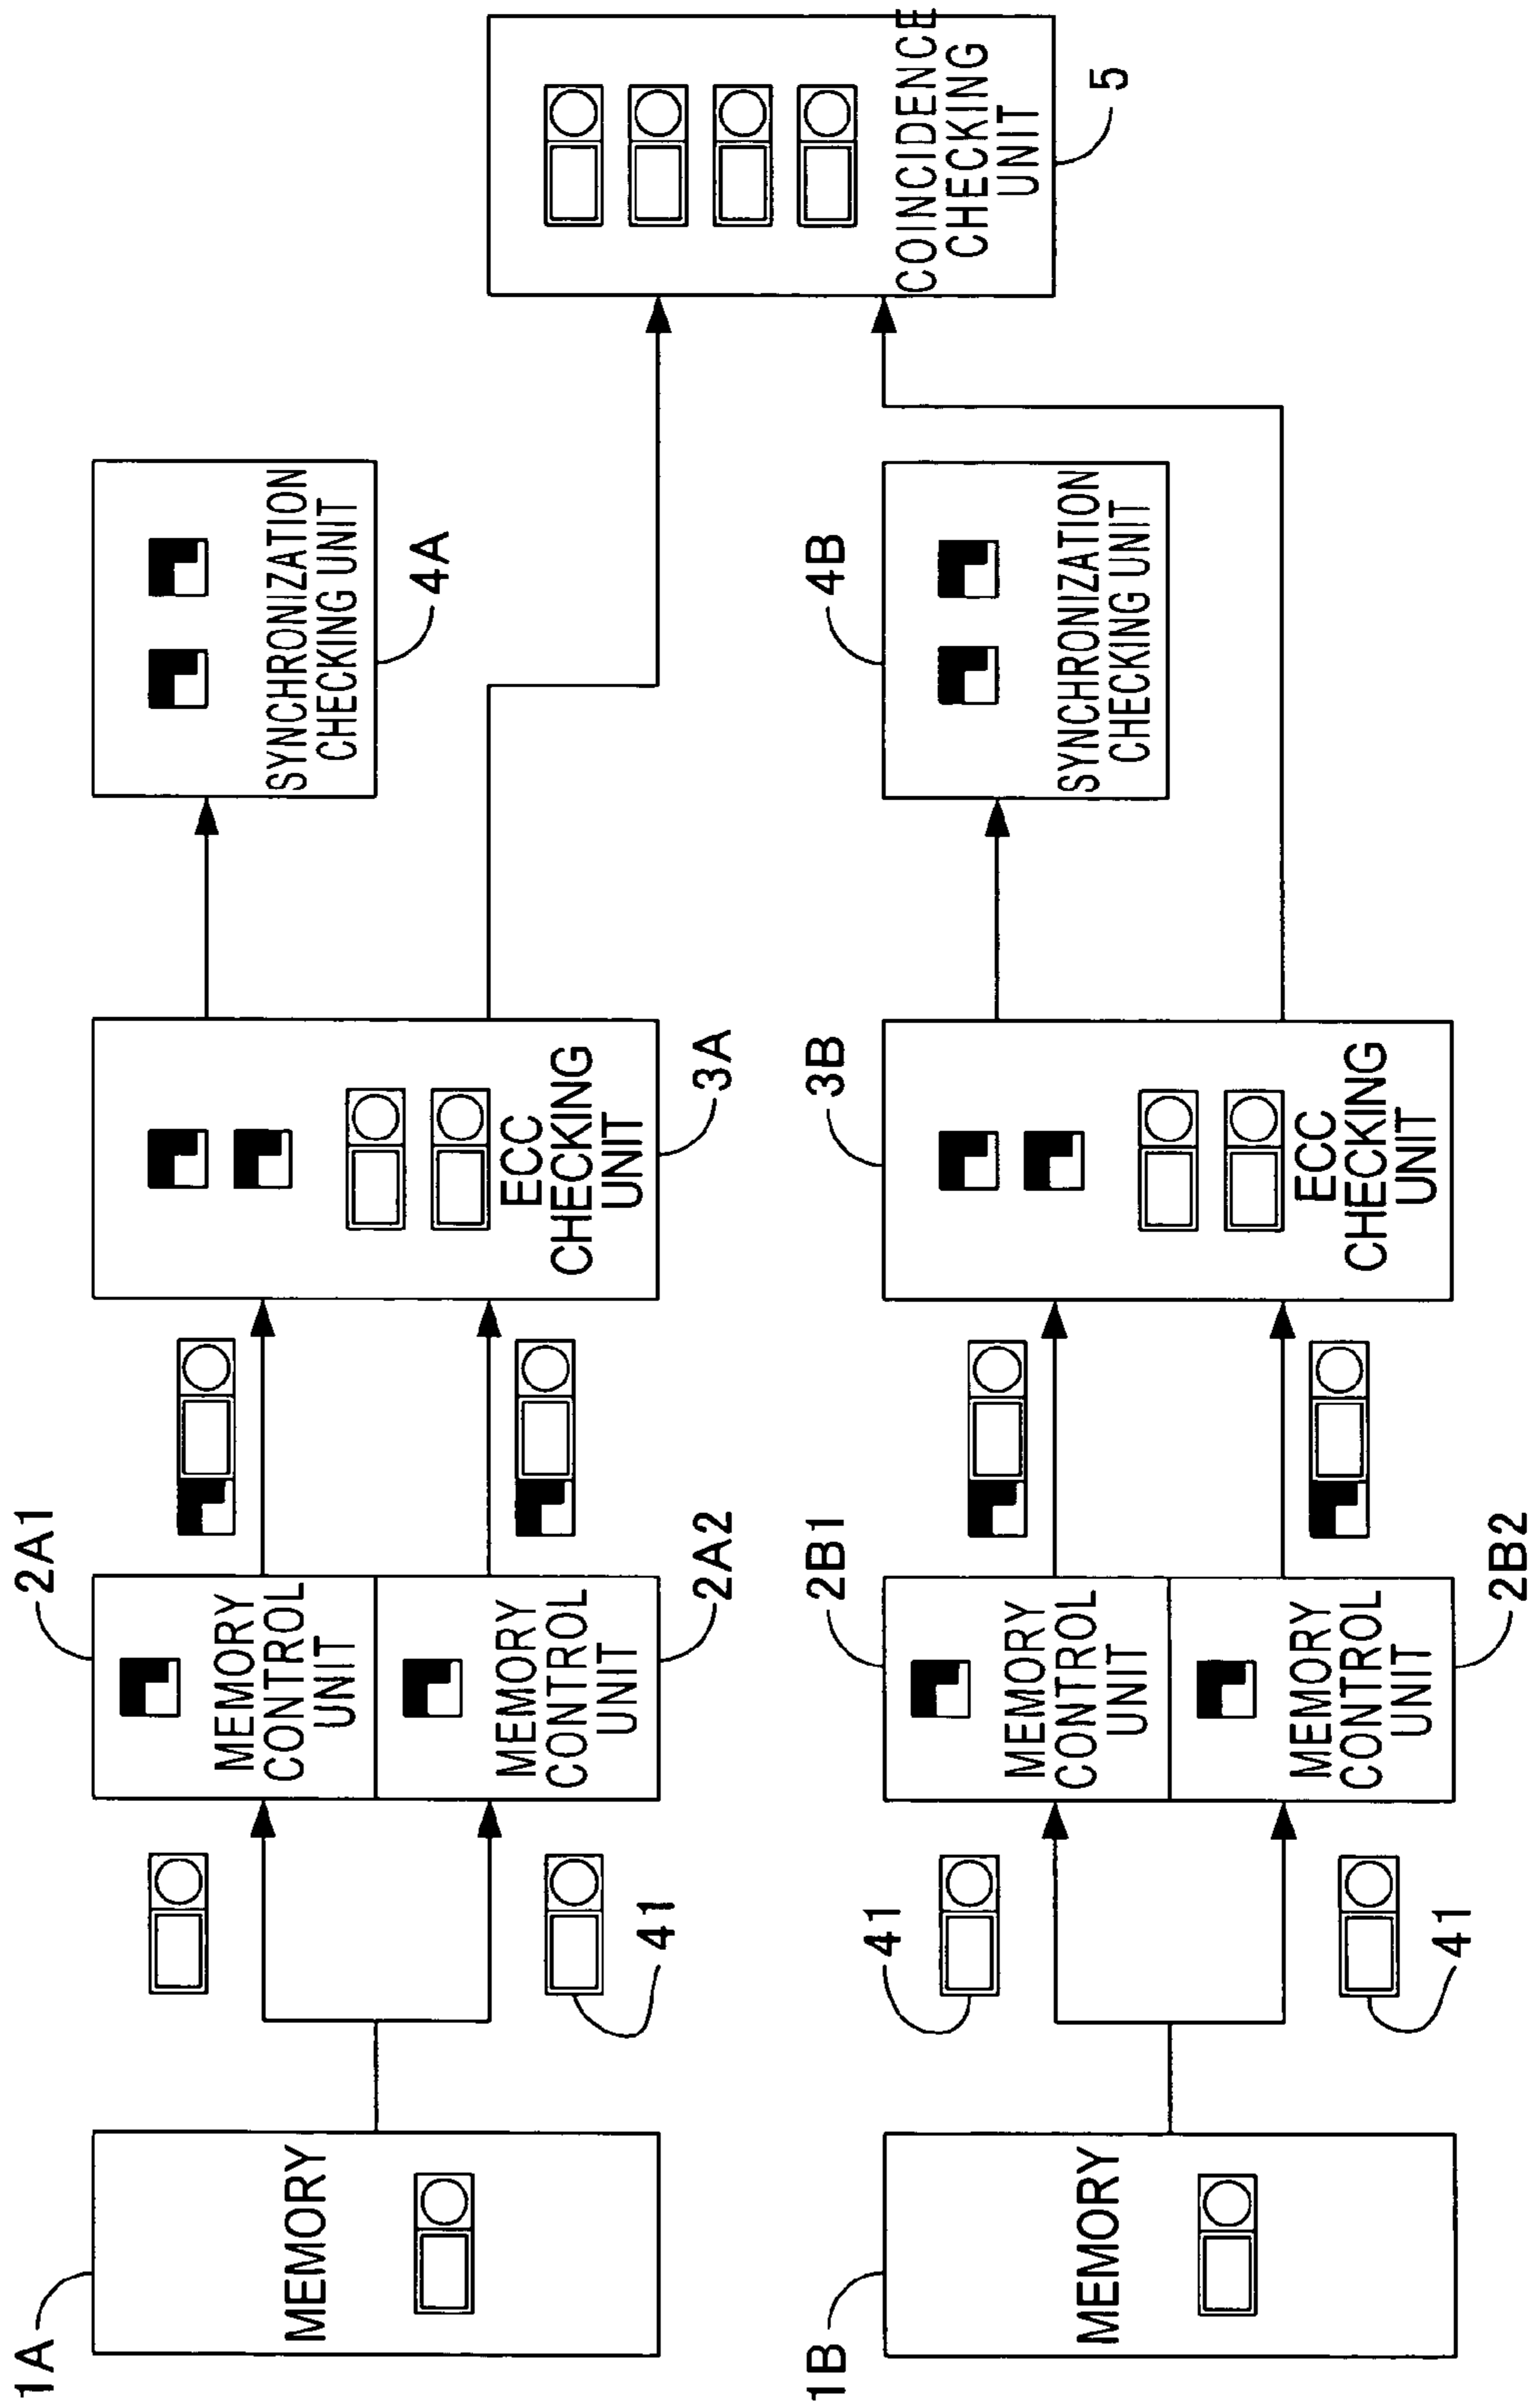 1A
MEMORY
41
2A1
MEMORY
CONTROL
UNIT
MEMORY
CONTROL
UNIT
2A2
ECC
CHECKING
UNIT
3A
SYNCHRONIZATION
CHECKING UNIT
4A
COINCIDENCE
CHECKING
UNIT
5
1B
MEMORY
41
41
2B1
MEMORY
CONTROL
UNIT
MEMORY
CONTROL
UNIT
2B2
3B
ECC
CHECKING
UNIT
4B
SYNCHRONIZATION
CHECKING UNIT